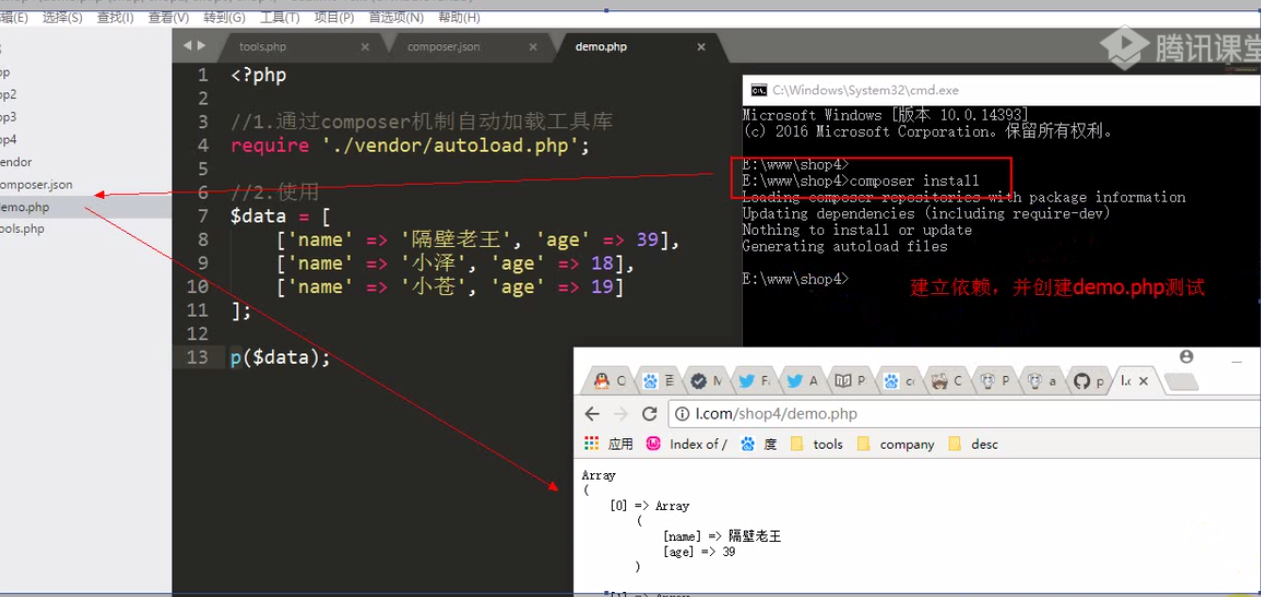 编辑(E) 选择(S) 查找(I) 查看(V) 转到(G) 工具(T) 项目(P) 首选项(N) 帮助(H)
tools.php × composer.json × demo.php ×
腾讯课堂
op
op2
op3
op4
endor
omposer.json
demo.php
ools.php
1 <?php
2
3 //1.通过composer机制自动加载工具库
4 require './vendor/autoload.php';
5
6 //2.使用
7 $data = [
8 ['name' => '隔壁老王', 'age' => 39],
9 ['name' => '小泽', 'age' => 18],
10 ['name' => '小苍', 'age' => 19]
11 ];
12
13 p($data);
C:\Windows\System32\cmd.exe
Microsoft Windows [版本 10.0.14393]
(c) 2016 Microsoft Corporation。保留所有权利。
E:\www\shop4>
E:\www\shop4>composer install
Loading composer repositories with package information
Updating dependencies (including require-dev)
Nothing to install or update
Generating autoload files
E:\www\shop4>
建立依赖，并创建demo.php测试
l.com/shop4/demo.php
应用 Index of / 度 tools company desc
Array
(
[0] => Array
(
[name] => 隔壁老王
[age] => 39
)
[1] => Array